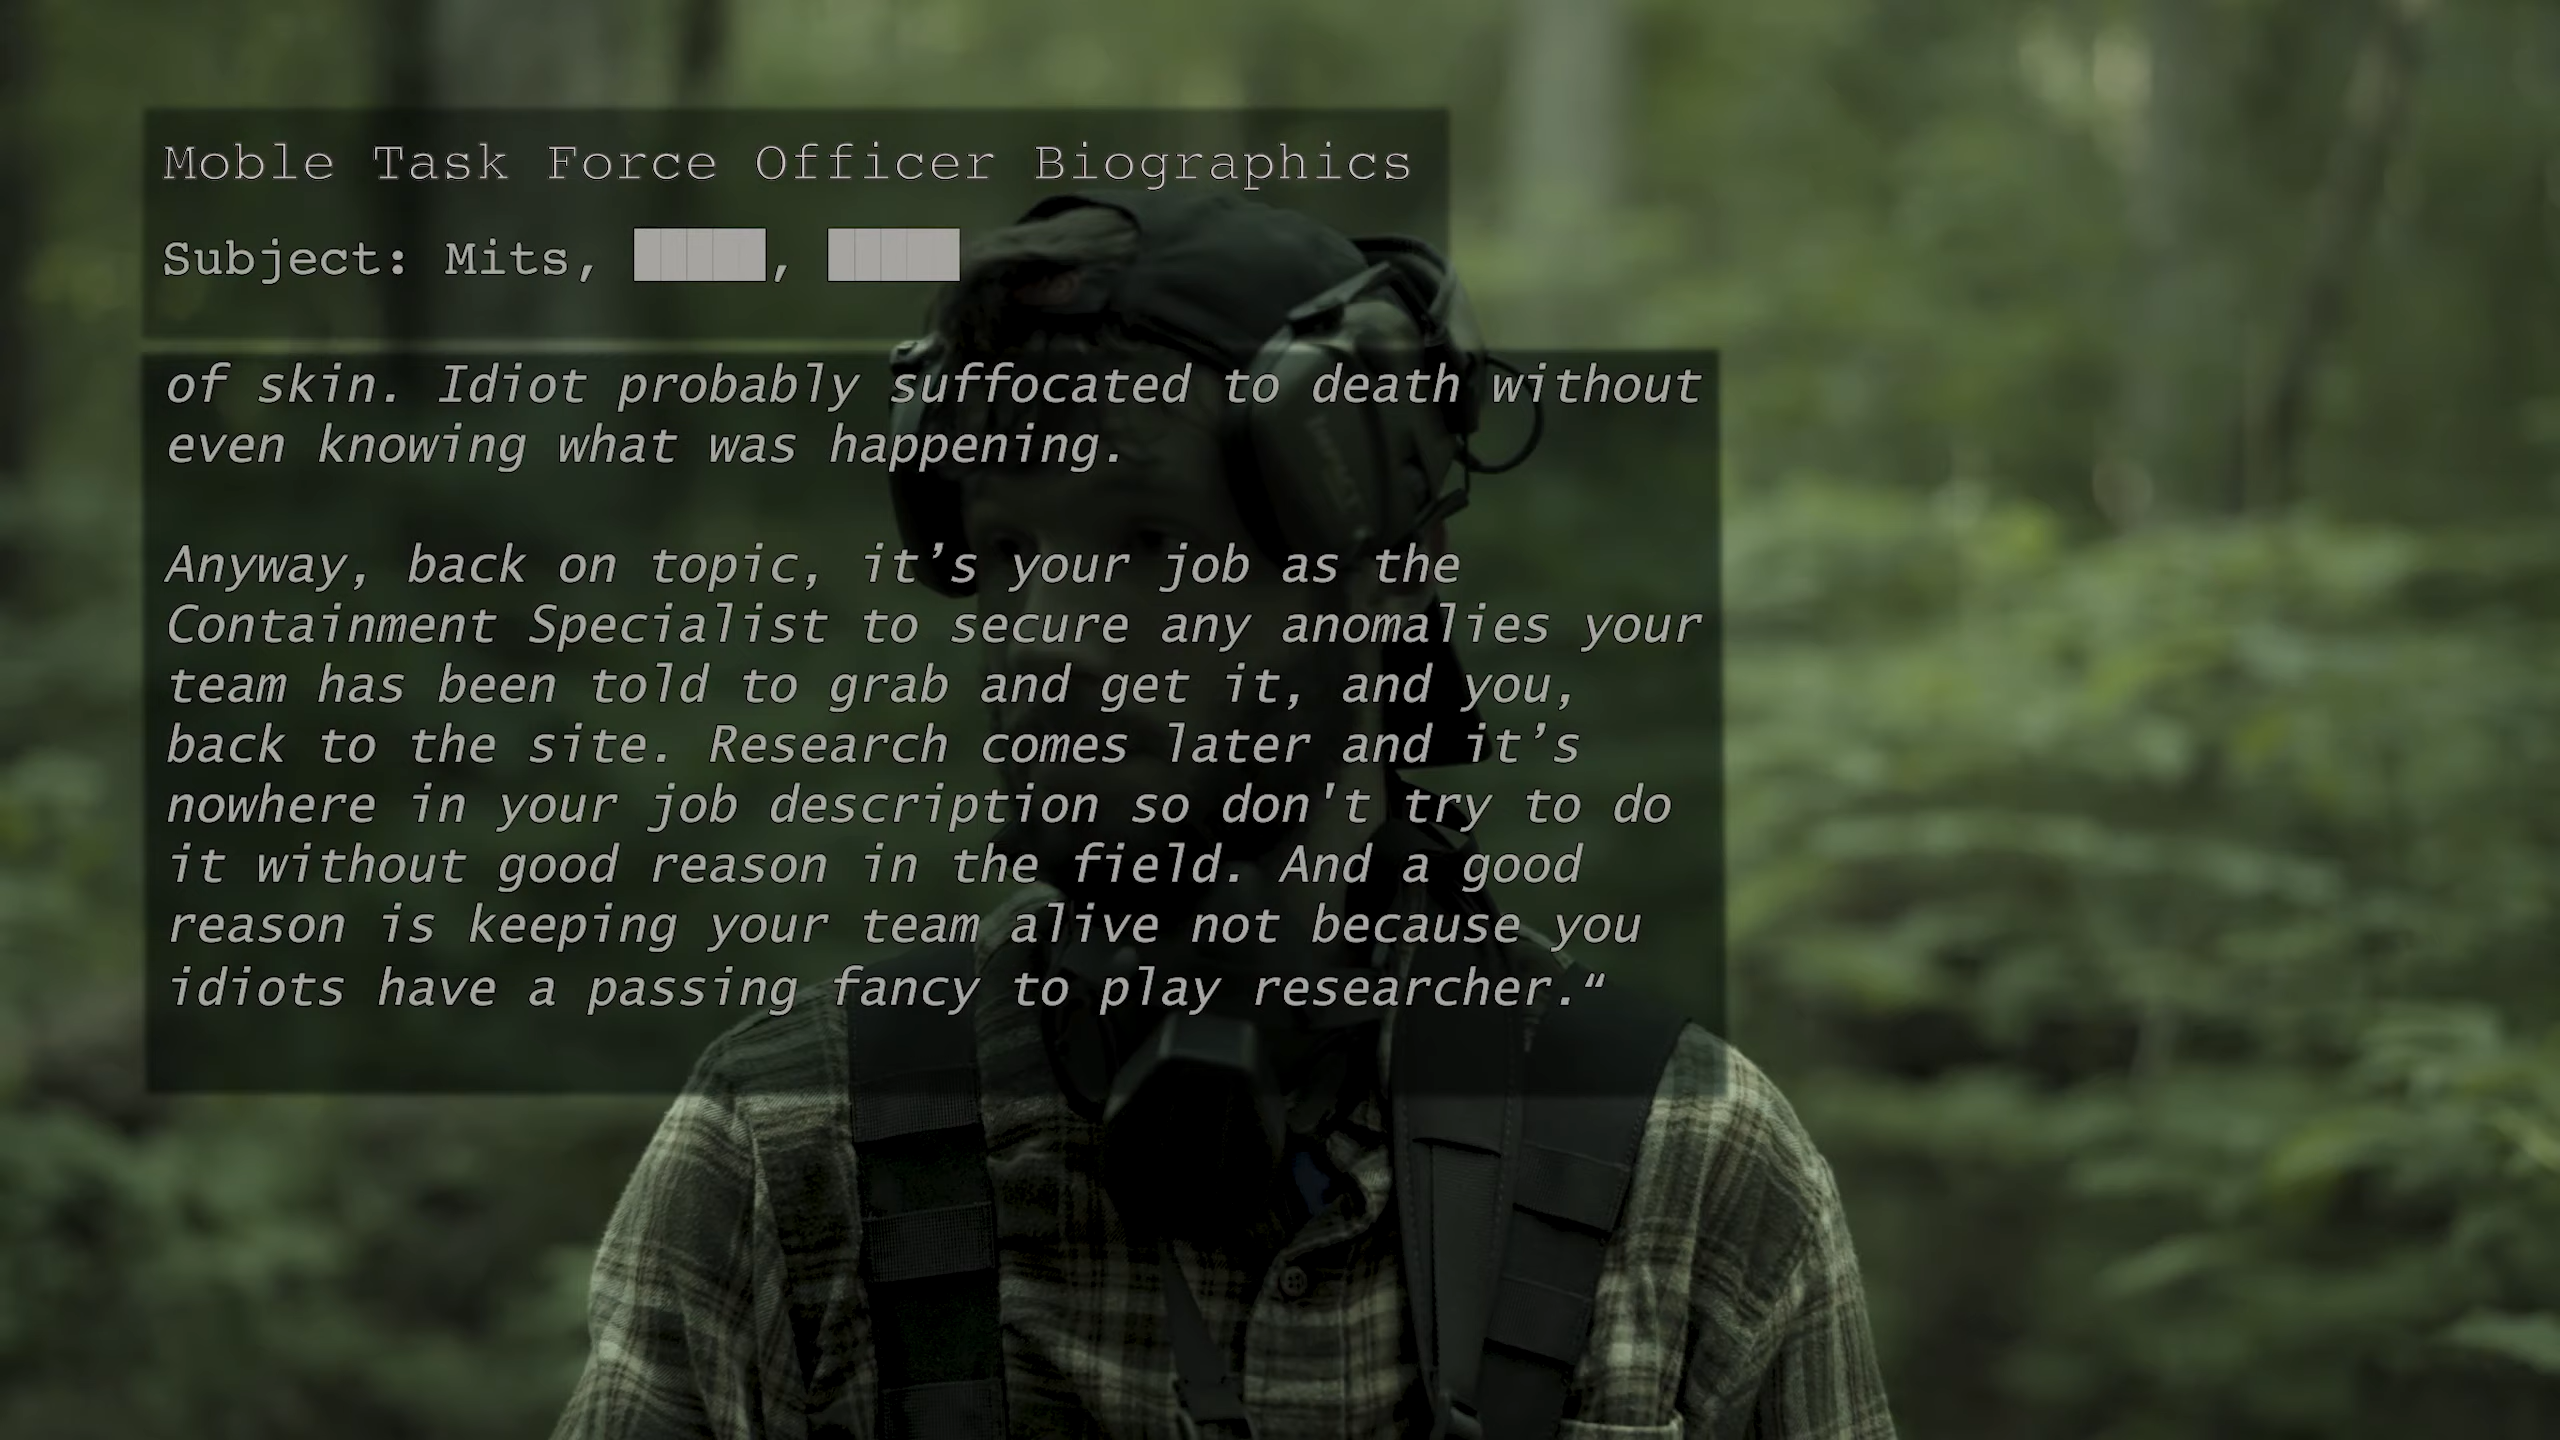 Moble Task Force Officer Biographics
Subject: Mits, █████, █████
of skin. Idiot probably suffocated to death without
even knowing what was happening.
Anyway, back on topic, it’s your job as the
Containment Specialist to secure any anomalies your
team has been told to grab and get it, and you,
back to the site. Research comes later and it’s
nowhere in your job description so don't try to do
it without good reason in the field. And a good
reason is keeping your team alive not because you
idiots have a passing fancy to play researcher.“